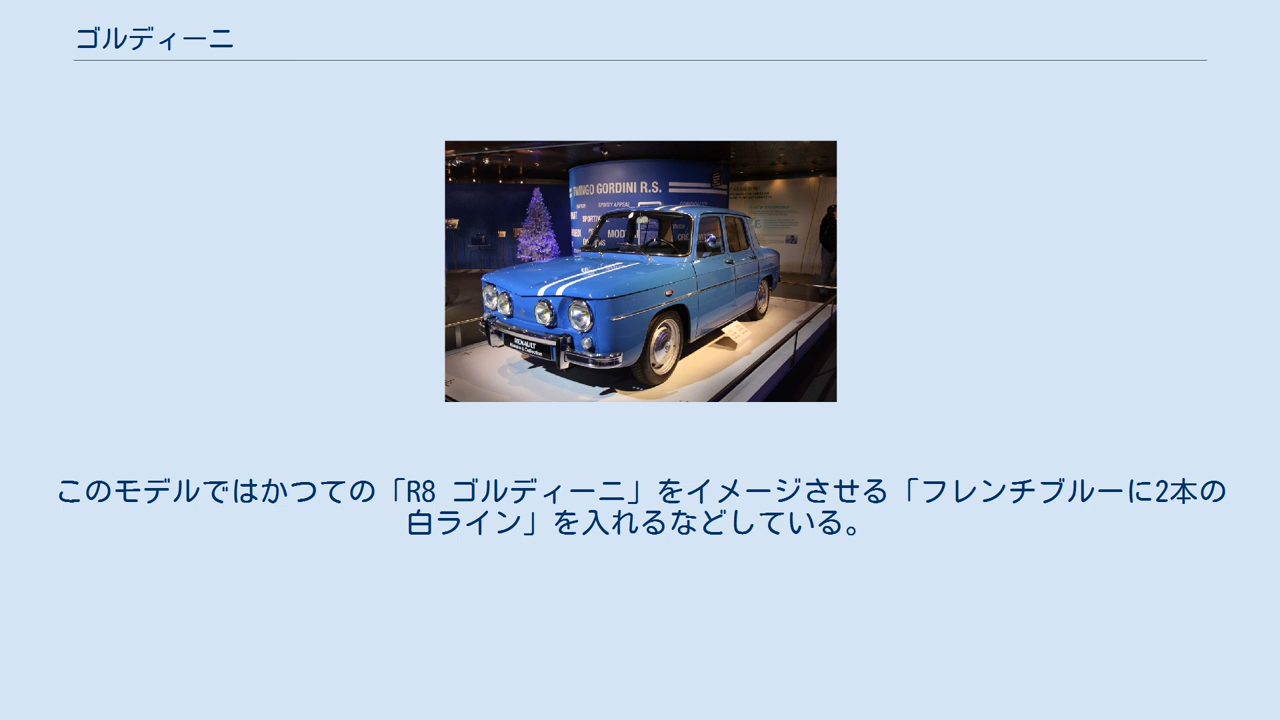 ゴルディーニ
TWINGO GORDINI R.S.
SPORTY APPEAL
RENAULT
このモデルではかつての「R8 ゴルディーニ」をイメージさせる「フレンチブルーに2本の
白ライン」を入れるなどしている。